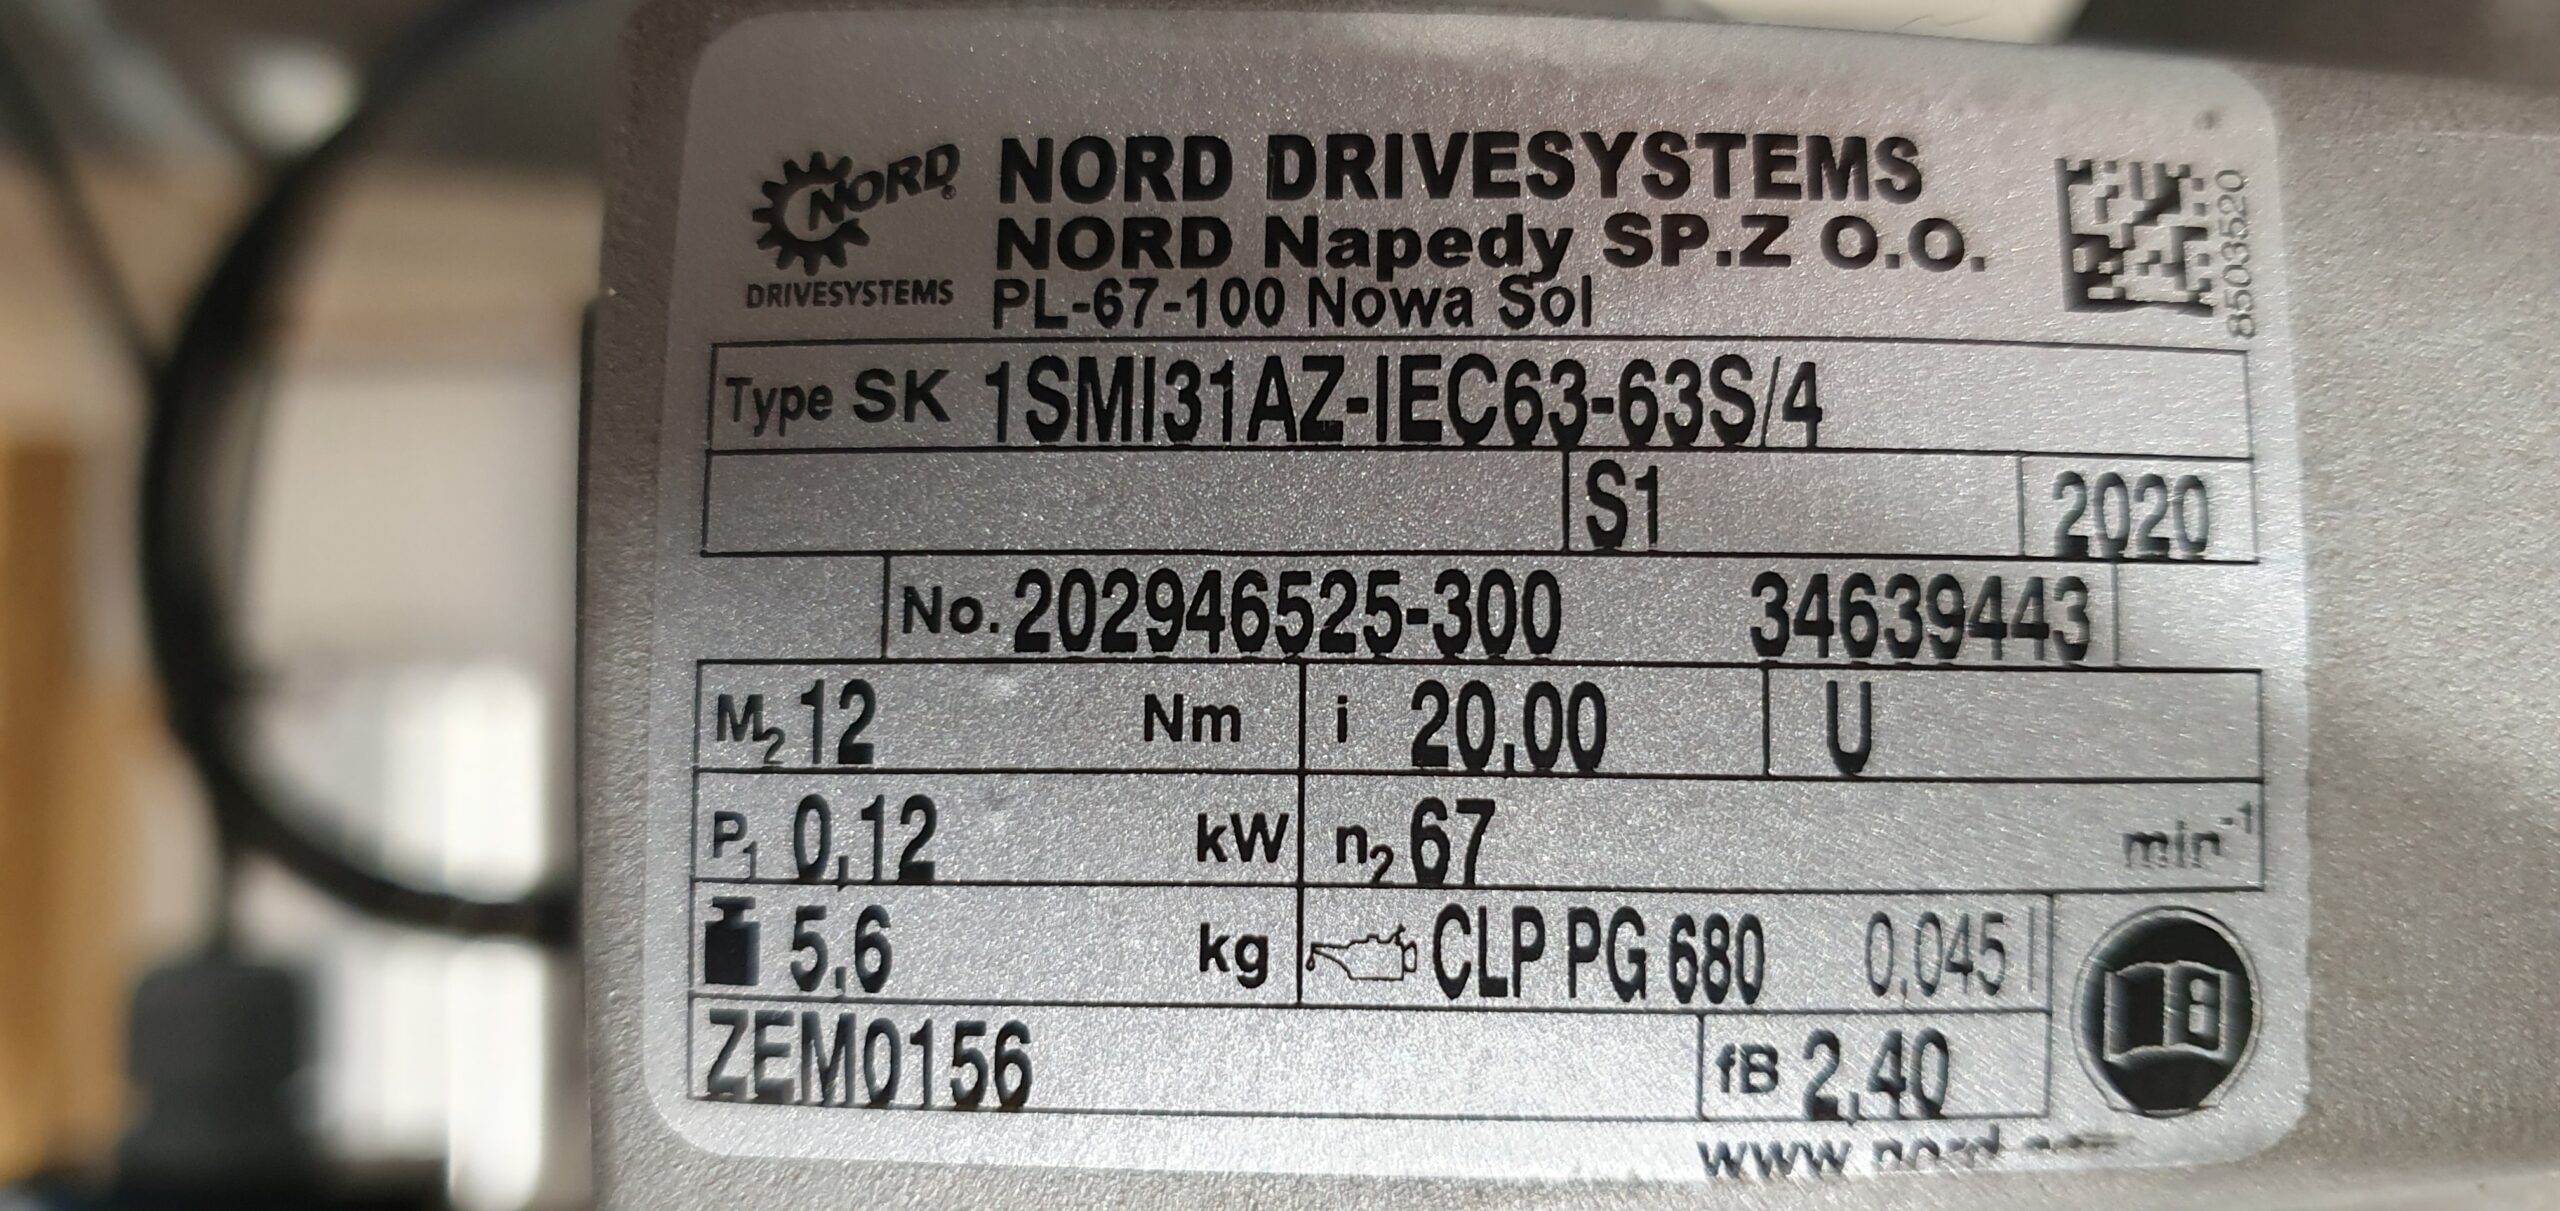 NORD DRIVESYSTEMS
NORD DRIVESYSTEMS
NORD Napedy SP.Z O.O.
PL-67-100 Nowa Sol
8503520
Type SK 1SMI31AZ-IEC63-63S/4
S1 2020
No. 202946525-300 34639443
M2 12 Nm i 20,00 U
P1 0,12 kW n2 67 min-1
5,6 kg CLP PG 680 0,045 l
ZEM0156 fB 2,40
www.nord